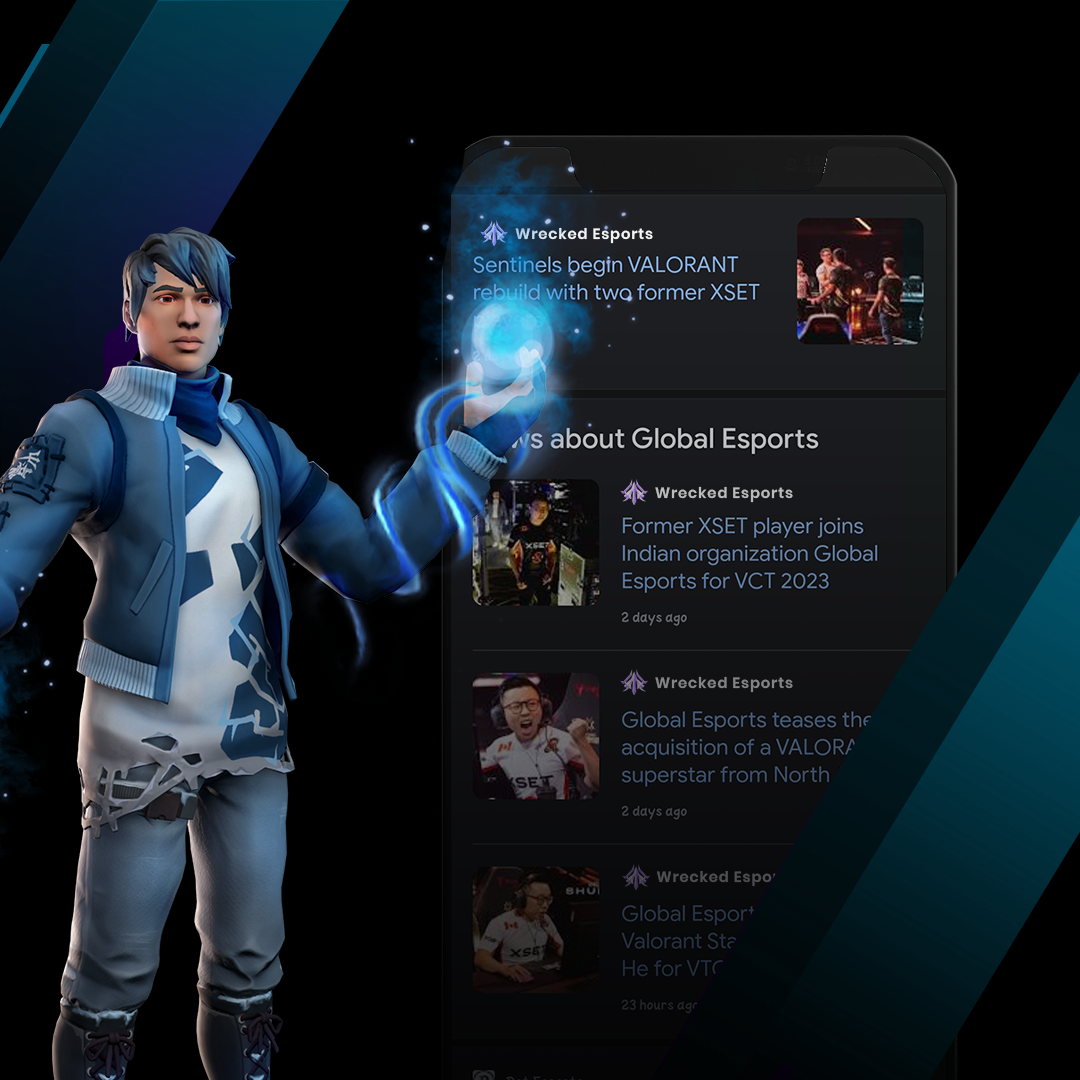 Wrecked Esports
Sentinels begin VALORANT
rebuild with two former XSET
ws about Global Esports
Wrecked Esports
Former XSET player joins
Indian organization Global
Esports for VCT 2023
2 days ago
XSET
Wrecked Esports
Global Esports teases the
acquisition of a VALORA
superstar from North
2 days ago
XSET
Wrecked Espo
Global Esport
Valorant Sta
He for VTC
23 hours ago
SHU
XSET